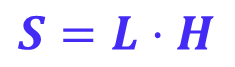 S = L · H